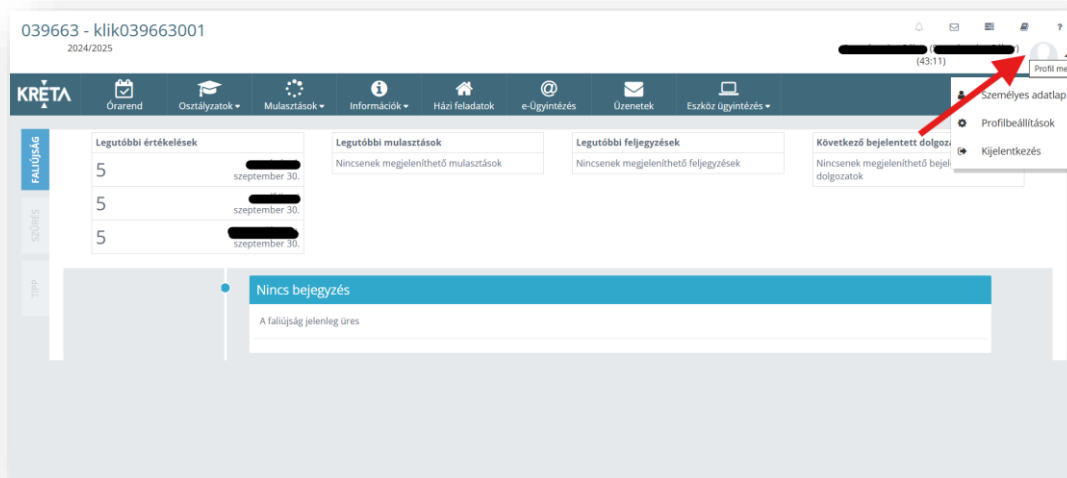 039663 - klik039663001
2024/2025
(
)
(43:11)
Profil me
KRÉTA
Órarend
Osztályzatok
Mulasztások
Információk
Házi feladatok
e-Ügyintézés
Üzenetek
Eszköz ügyintézés
Személyes adatlap
Profilbeállítások
Kijelentkezés
FALIÚJSÁG
SZŰRÉS
TIPP
Legutóbbi értékelések
5
szeptember 30.
5
szeptember 30.
5
szeptember 30.
Legutóbbi mulasztások
Nincsenek megjeleníthető mulasztások
Legutóbbi feljegyzések
Nincsenek megjeleníthető feljegyzések
Következő bejelentett dolgoza
Nincsenek megjeleníthető bejel
dolgozatok
Nincs bejegyzés
A faliújság jelenleg üres